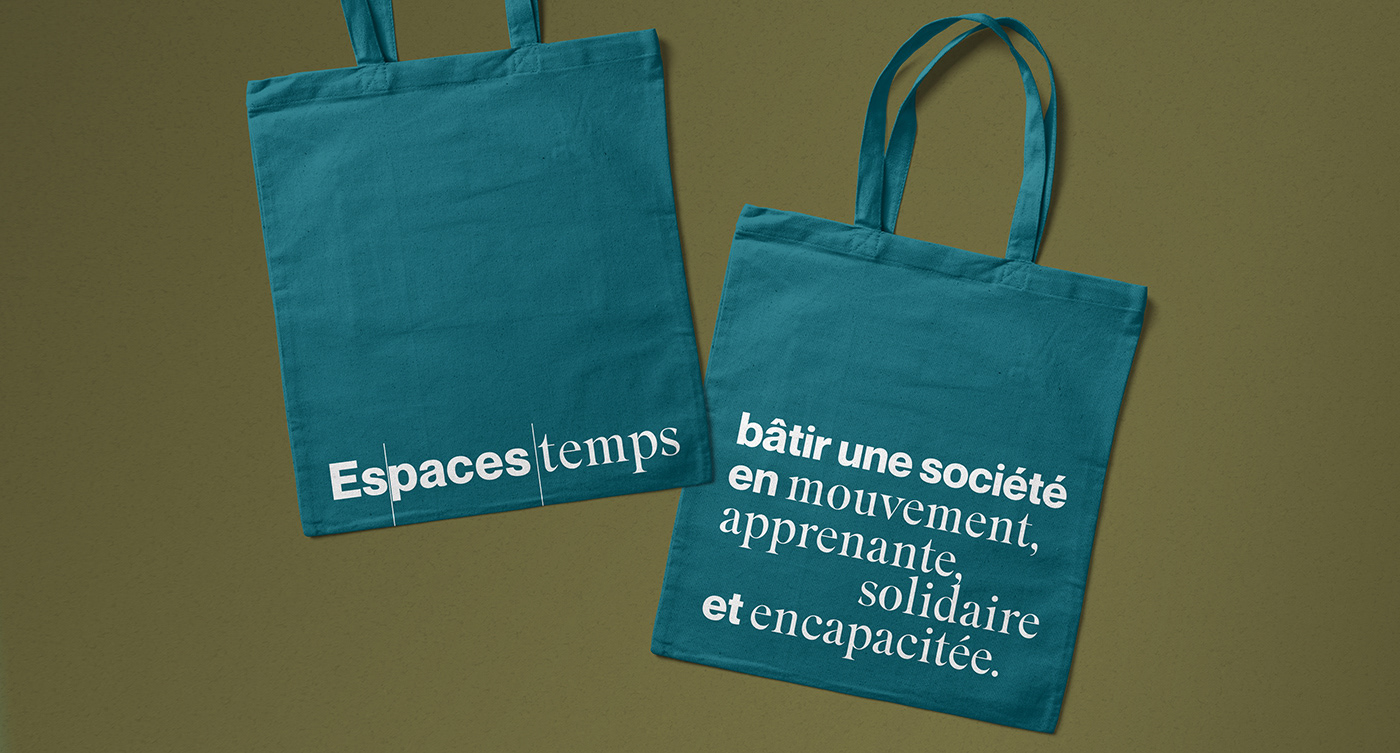 Espaces temps
bâtir une société
en mouvement,
apprenante,
solidaire
et encapacitée.